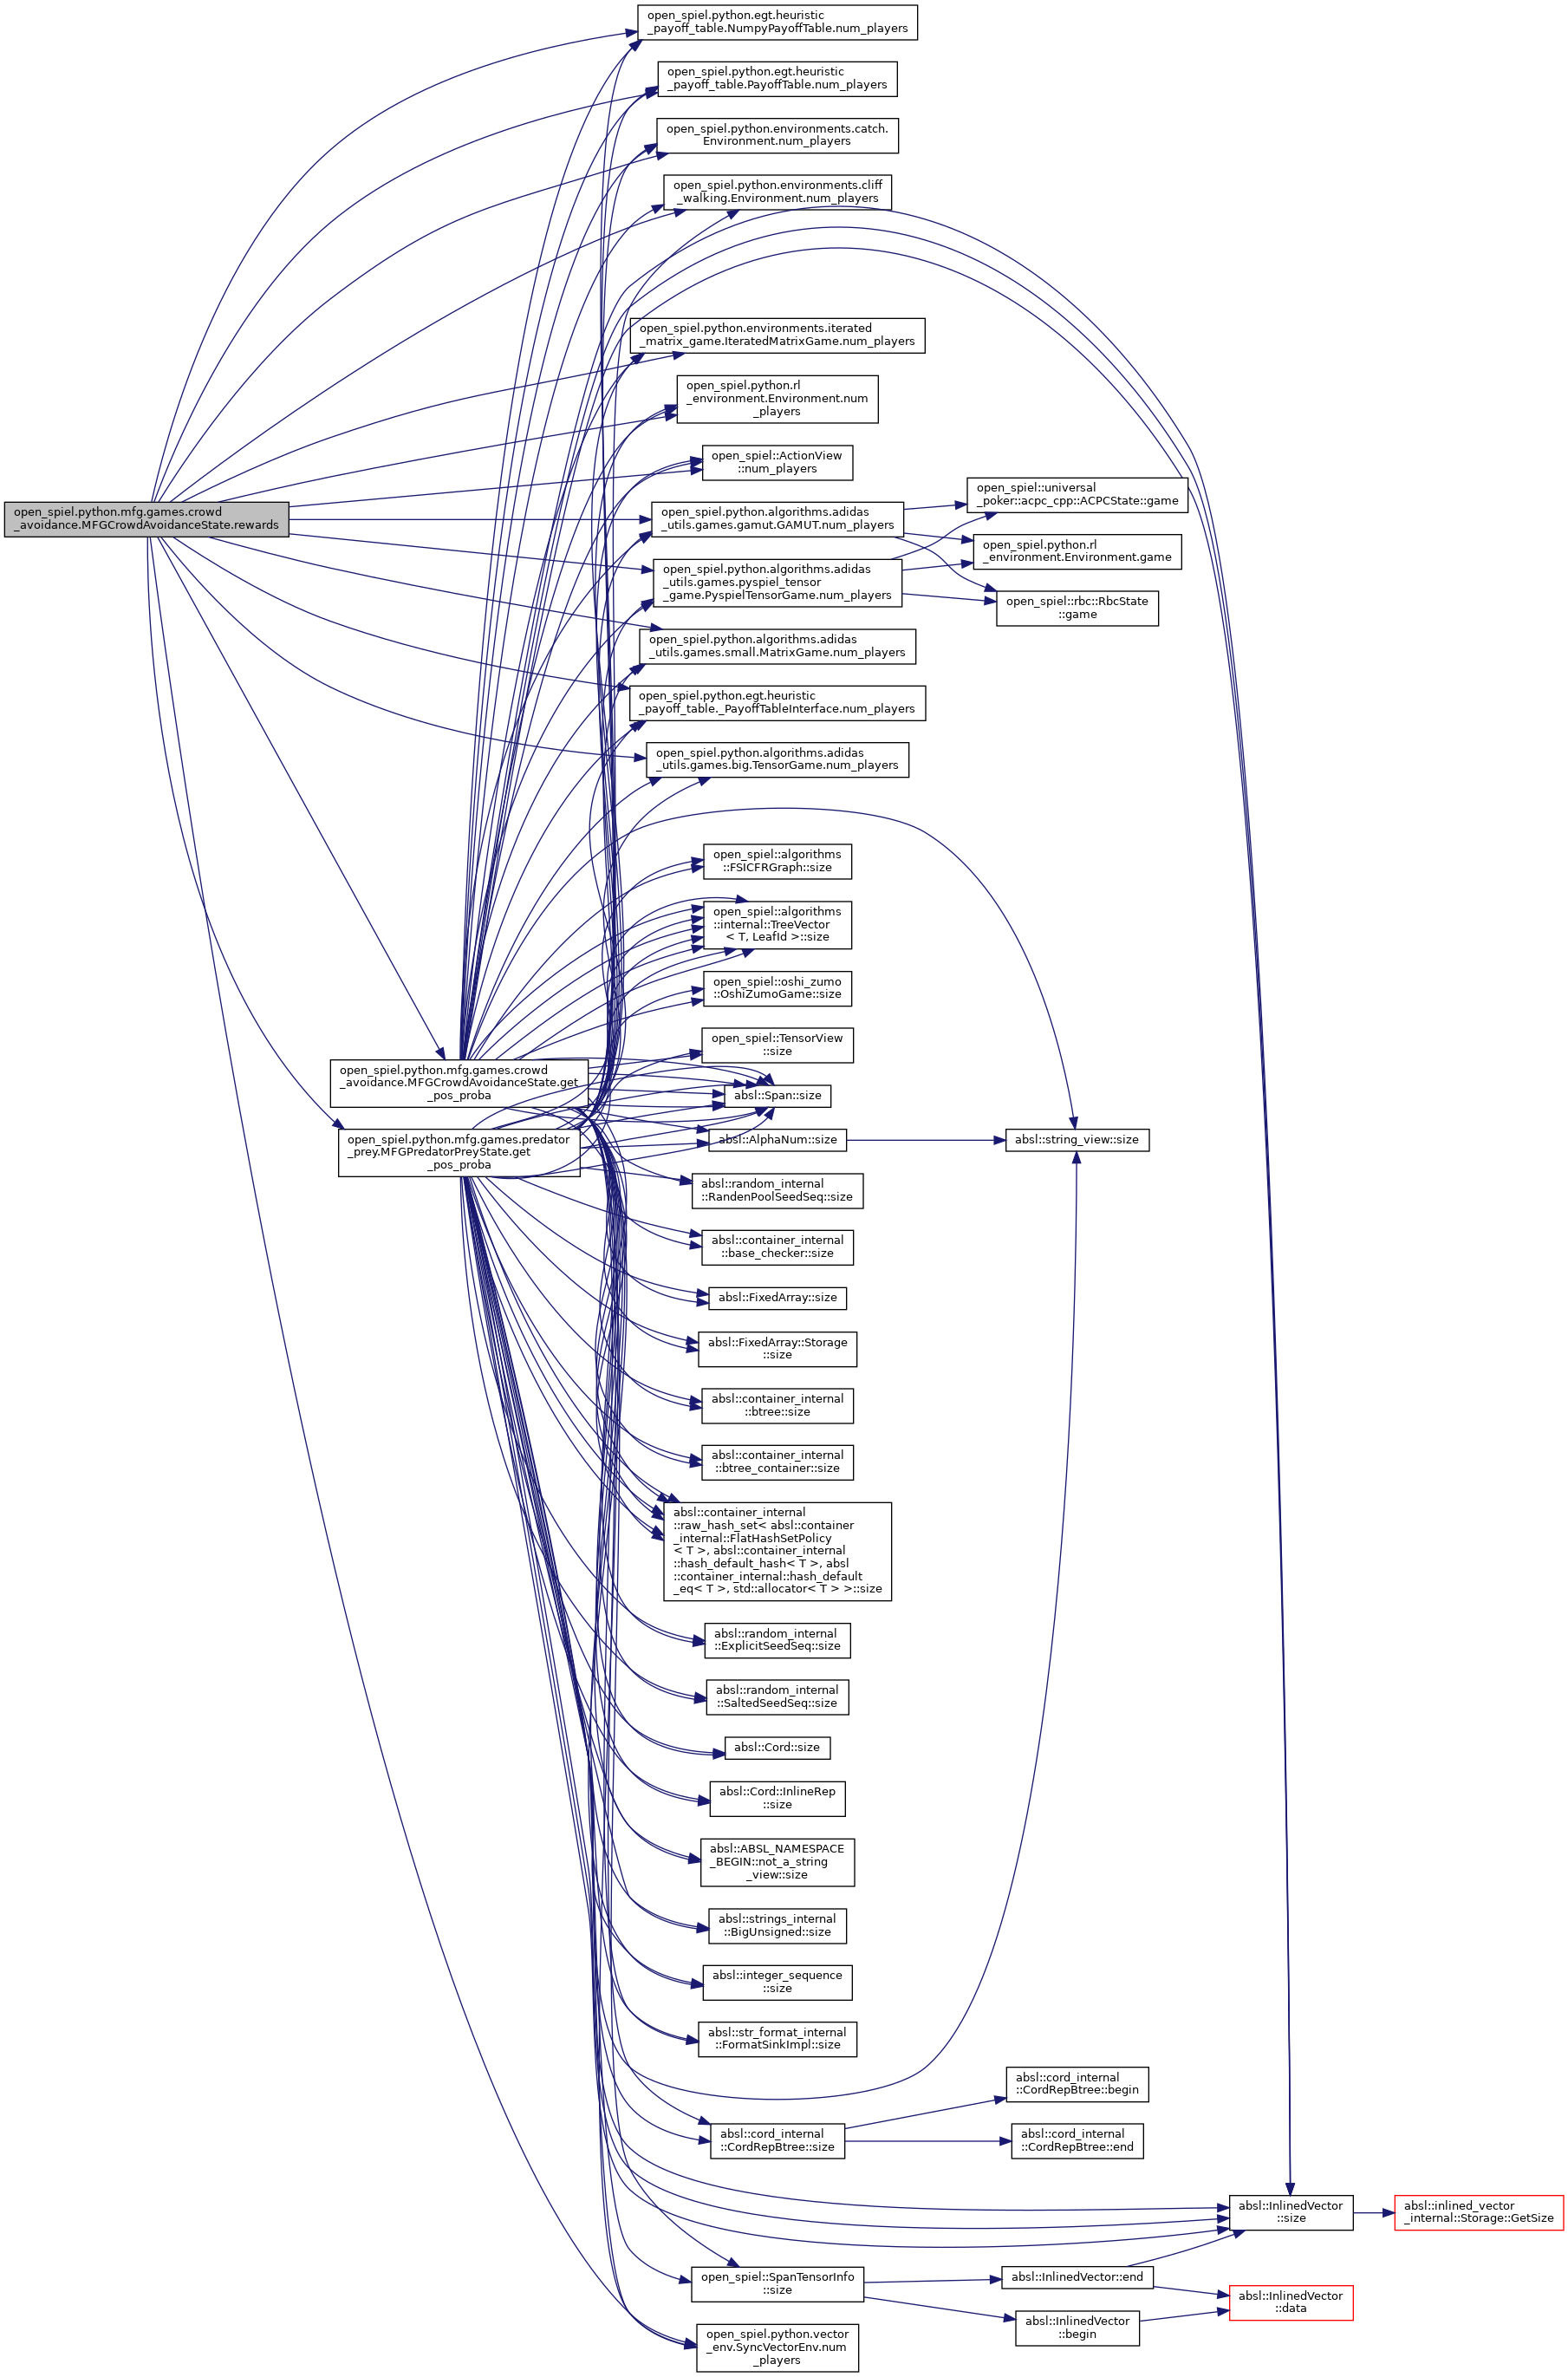 open_spiel.python.mfg.games.crowd
_avoidance.MFGCrowdAvoidanceState.rewards
open_spiel.python.egt.heuristic
_payoff_table.NumpyPayoffTable.num_players
open_spiel.python.egt.heuristic
_payoff_table.PayoffTable.num_players
open_spiel.python.environments.catch.
Environment.num_players
open_spiel.python.environments.cliff
_walking.Environment.num_players
open_spiel.python.environments.iterated
_matrix_game.IteratedMatrixGame.num_players
open_spiel.python.rl
_environment.Environment.num
_players
open_spiel::ActionView
::num_players
open_spiel.python.algorithms.adidas
_utils.games.gamut.GAMUT.num_players
open_spiel::universal
_poker::acpc_cpp::ACPCState::game
open_spiel.python.rl
_environment.Environment.game
open_spiel::rbc::RbcState
::game
open_spiel.python.algorithms.adidas
_utils.games.pyspiel_tensor
_game.PyspielTensorGame.num_players
open_spiel.python.algorithms.adidas
_utils.games.small.MatrixGame.num_players
open_spiel.python.egt.heuristic
_payoff_table._PayoffTableInterface.num_players
open_spiel.python.algorithms.adidas
_utils.games.big.TensorGame.num_players
open_spiel::algorithms
::FSICFRGraph::size
open_spiel::algorithms
::internal::TreeVector
< T, LeafId >::size
open_spiel::oshi_zumo
::OshiZumoGame::size
open_spiel::TensorView
::size
open_spiel.python.mfg.games.crowd
_avoidance.MFGCrowdAvoidanceState.get
_pos_proba
absl::Span::size
open_spiel.python.mfg.games.predator
_prey.MFGPredatorPreyState.get
_pos_proba
absl::AlphaNum::size
absl::string_view::size
absl::random_internal
::RandenPoolSeedSeq::size
absl::container_internal
::base_checker::size
absl::FixedArray::size
absl::FixedArray::Storage
::size
absl::container_internal
::btree::size
absl::container_internal
::btree_container::size
absl::container_internal
::raw_hash_set< absl::container
_internal::FlatHashSetPolicy
< T >, absl::container_internal
::hash_default_hash< T >, absl
::container_internal::hash_default
_eq< T >, std::allocator< T > >::size
absl::random_internal
::ExplicitSeedSeq::size
absl::random_internal
::SaltedSeedSeq::size
absl::Cord::size
absl::Cord::InlineRep
::size
absl::ABSL_NAMESPACE
_BEGIN::not_a_string
_view::size
absl::strings_internal
::BigUnsigned::size
absl::integer_sequence
::size
absl::str_format_internal
::FormatSinkImpl::size
absl::cord_internal
::CordRepBtree::begin
absl::cord_internal
::CordRepBtree::size
absl::cord_internal
::CordRepBtree::end
absl::InlinedVector
::size
absl::inlined_vector
_internal::Storage::GetSize
open_spiel::SpanTensorInfo
::size
absl::InlinedVector::end
absl::InlinedVector
::data
absl::InlinedVector
::begin
open_spiel.python.vector
_env.SyncVectorEnv.num
_players